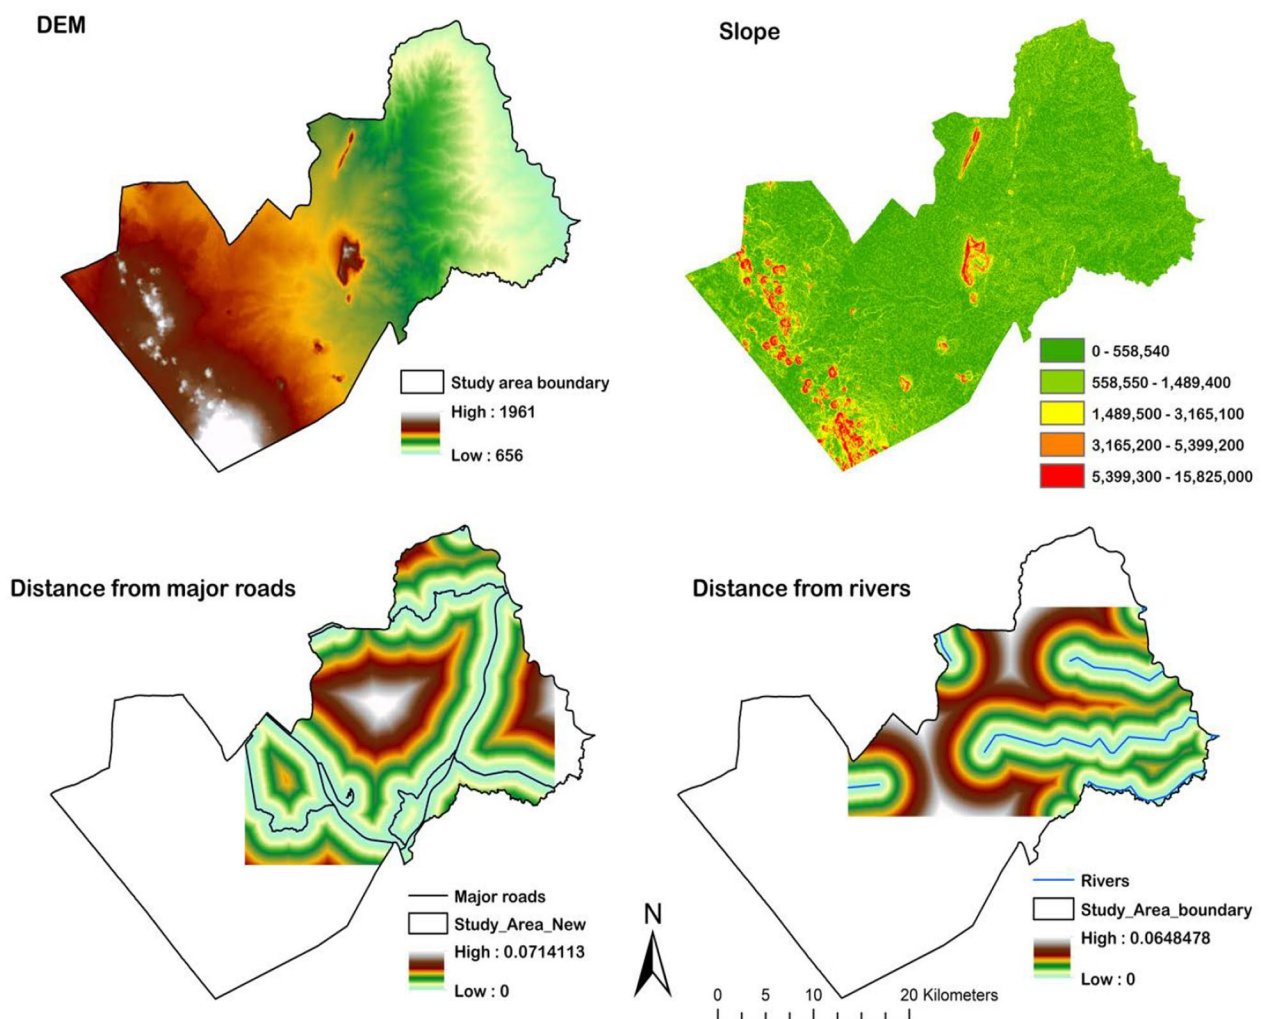 DEM
Slope
Study area boundary
High : 1961
Low : 656
0 - 558,540
558,550 - 1,489,400
1,489,500 - 3,165,100
3,165,200 - 5,399,200
5,399,300 - 15,825,000
Distance from major roads
Distance from rivers
Major roads
Study_Area_New
High : 0.0714113
Low : 0
N
Rivers
Study_Area_boundary
High : 0.0648478
Low : 0
0 5 10 20 Kilometers